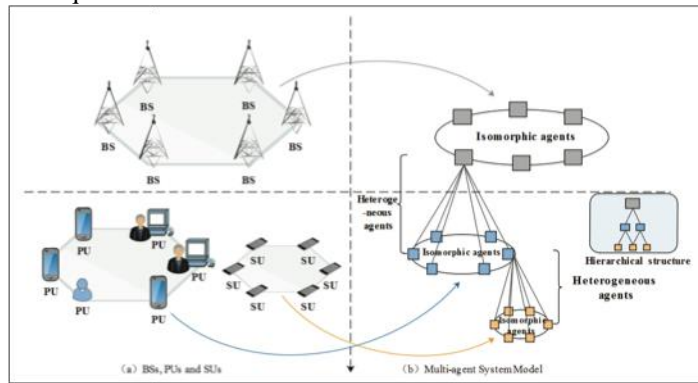 BS
BS
BS
BS
BS
BS
Isomorphic agents
Heteroge
-neous
agents
PU
PU
PU
PU
PU
PU
SU
SU
SU
SU
SU
SU
Isomorphic agents
Hierarchical structure
Heterogeneous
agents
Isomorphic
agents
(a) BSs, PUs and SUs
(b) Multi-agent System Model